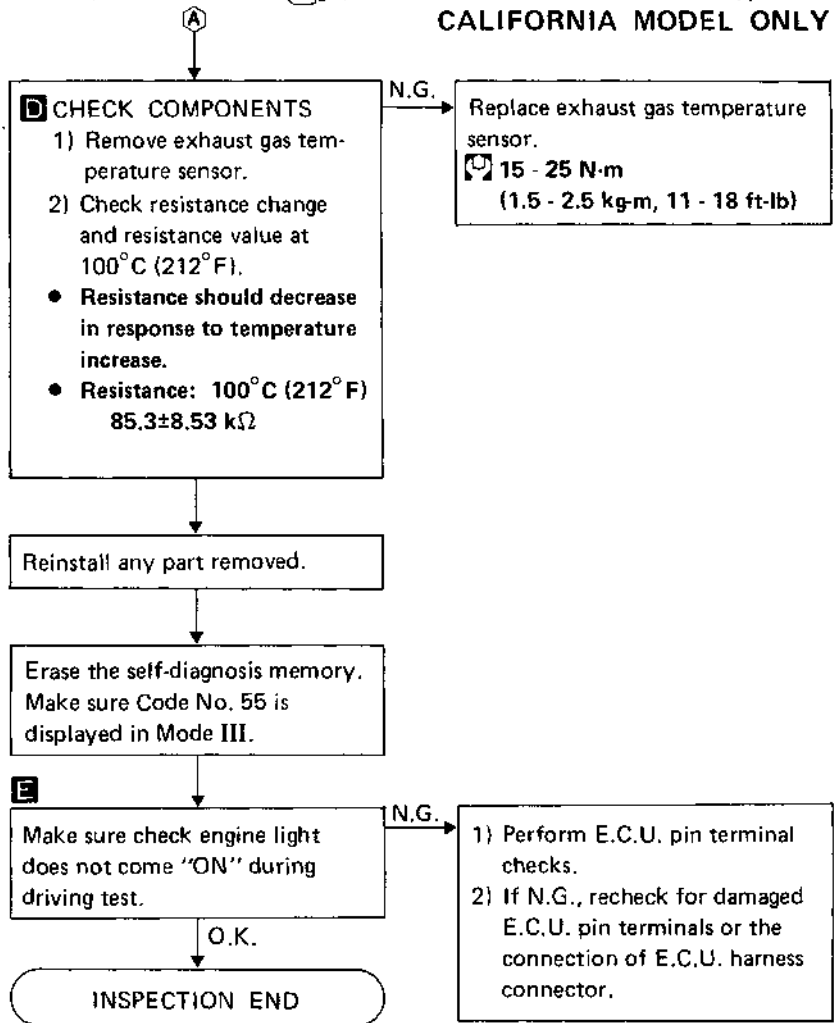 CALIFORNIA MODEL ONLY
A
D CHECK COMPONENTS
1) Remove exhaust gas tem-
perature sensor.
2) Check resistance change
and resistance value at
100°C (212°F).
● Resistance should decrease
in response to temperature
increase.
● Resistance: 100°C (212°F)
85.3±8.53 kΩ
N.G.
Replace exhaust gas temperature
sensor.
15 - 25 N·m
(1.5 - 2.5 kg-m, 11 - 18 ft-lb)
Reinstall any part removed.
Erase the self-diagnosis memory.
Make sure Code No. 55 is
displayed in Mode III.
E
Make sure check engine light
does not come "ON" during
driving test.
N.G.
1) Perform E.C.U. pin terminal
checks.
2) If N.G., recheck for damaged
E.C.U. pin terminals or the
connection of E.C.U. harness
connector.
O.K.
INSPECTION END